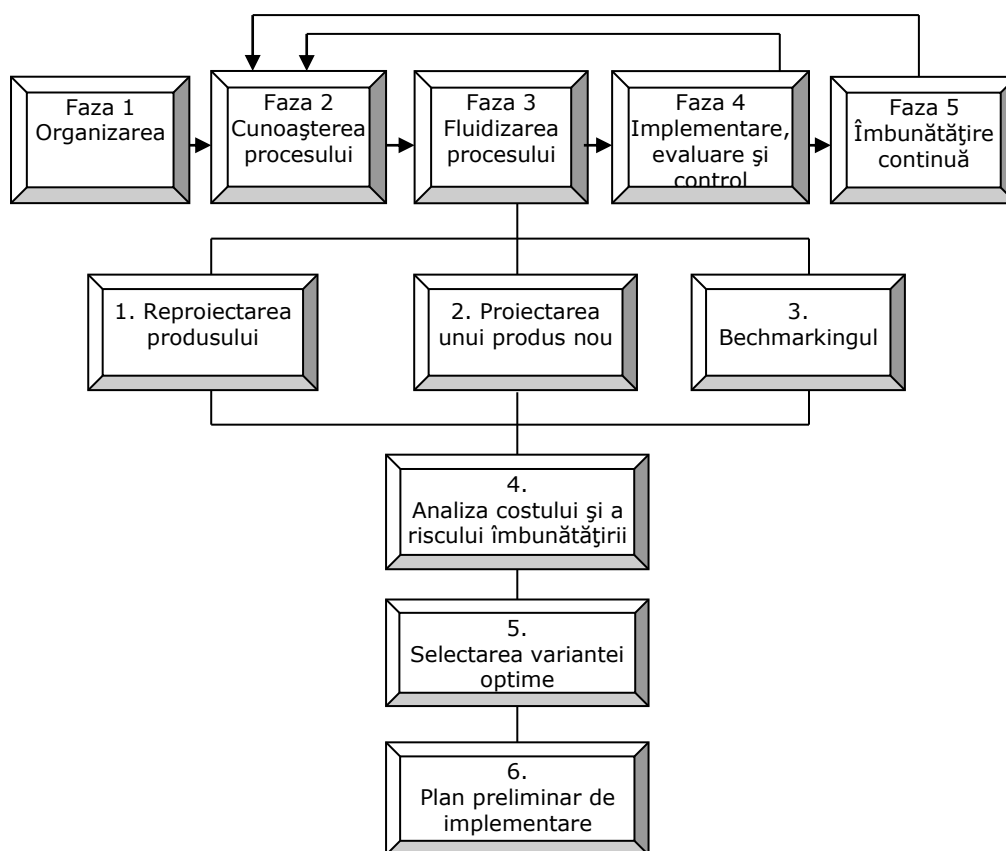 Faza 1
Organizarea
Faza 2
Cunoaşterea
procesului
Faza 3
Fluidizarea
procesului
Faza 4
Implementare,
evaluare şi
control
Faza 5
Îmbunătăţire
continuă
1. Reproiectarea
produsului
2. Proiectarea
unui produs nou
3.
Bechmarkingul
4.
Analiza costului şi a
riscului îmbunătăţirii
5.
Selectarea variantei
optime
6.
Plan preliminar de
implementare